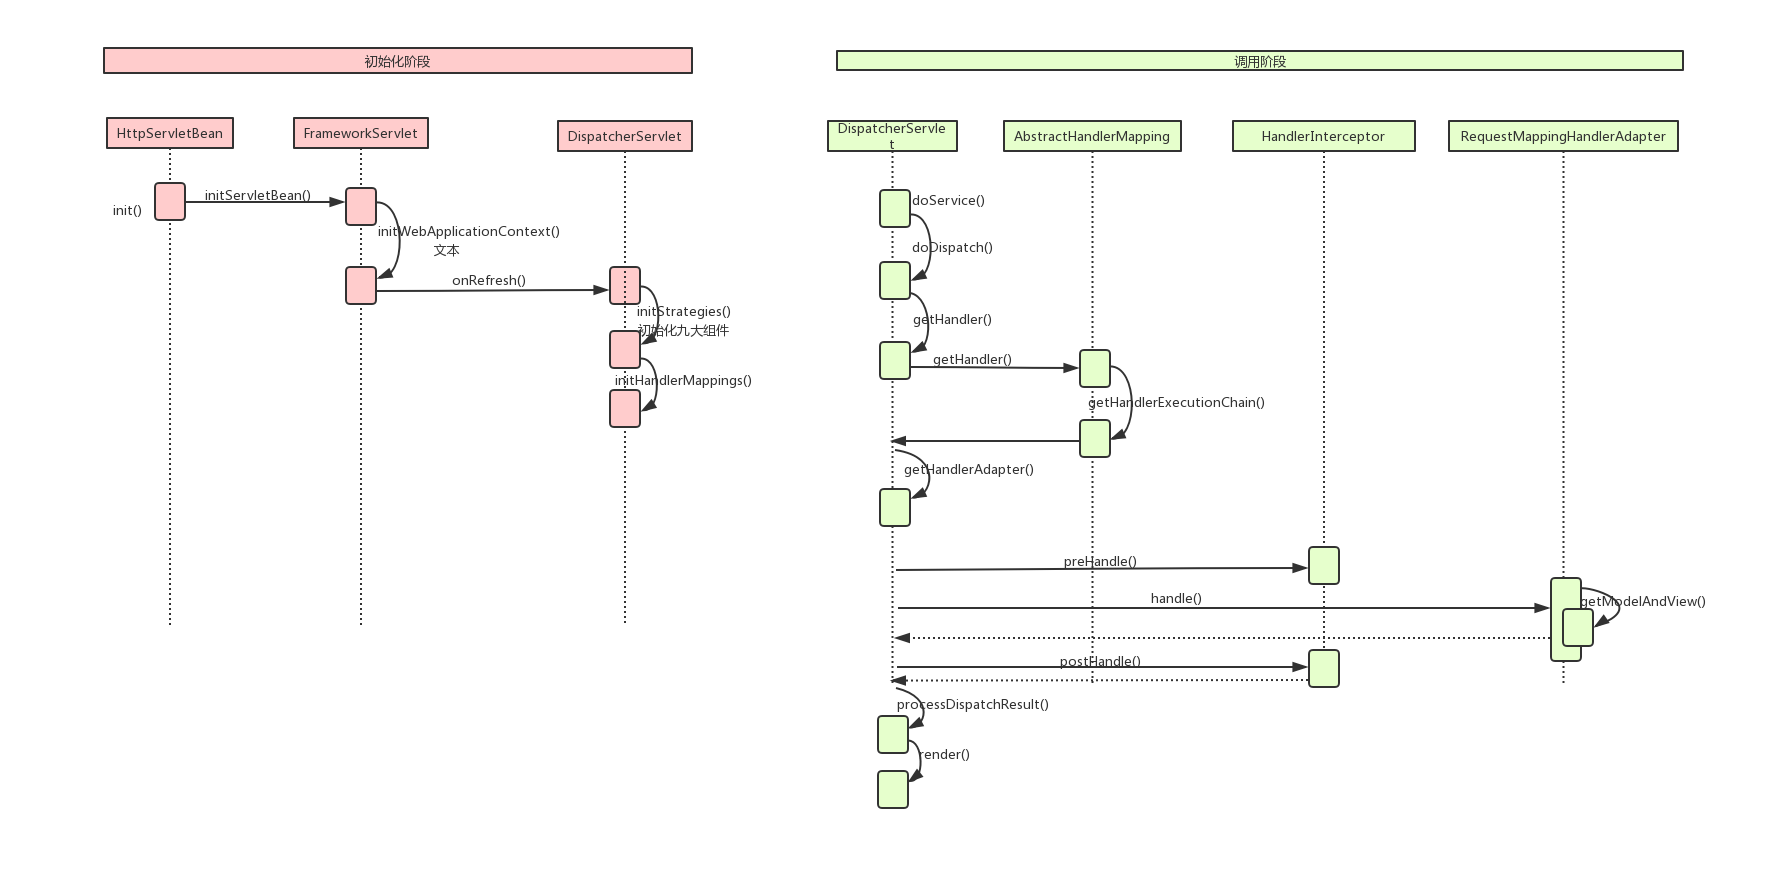 初始化阶段
HttpServletBean
FrameworkServlet
DispatcherServlet
init()
initServletBean()
initWebApplicationContext()
文本
onRefresh()
initStrategies()
初始化九大组件
initHandlerMappings()
调用阶段
DispatcherServle
t
AbstractHandlerMapping
HandlerInterceptor
RequestMappingHandlerAdapter
doService()
doDispatch()
getHandler()
getHandler()
getHandlerExecutionChain()
getHandlerAdapter()
preHandle()
handle()
getModelAndView()
postHandle()
processDispatchResult()
render()